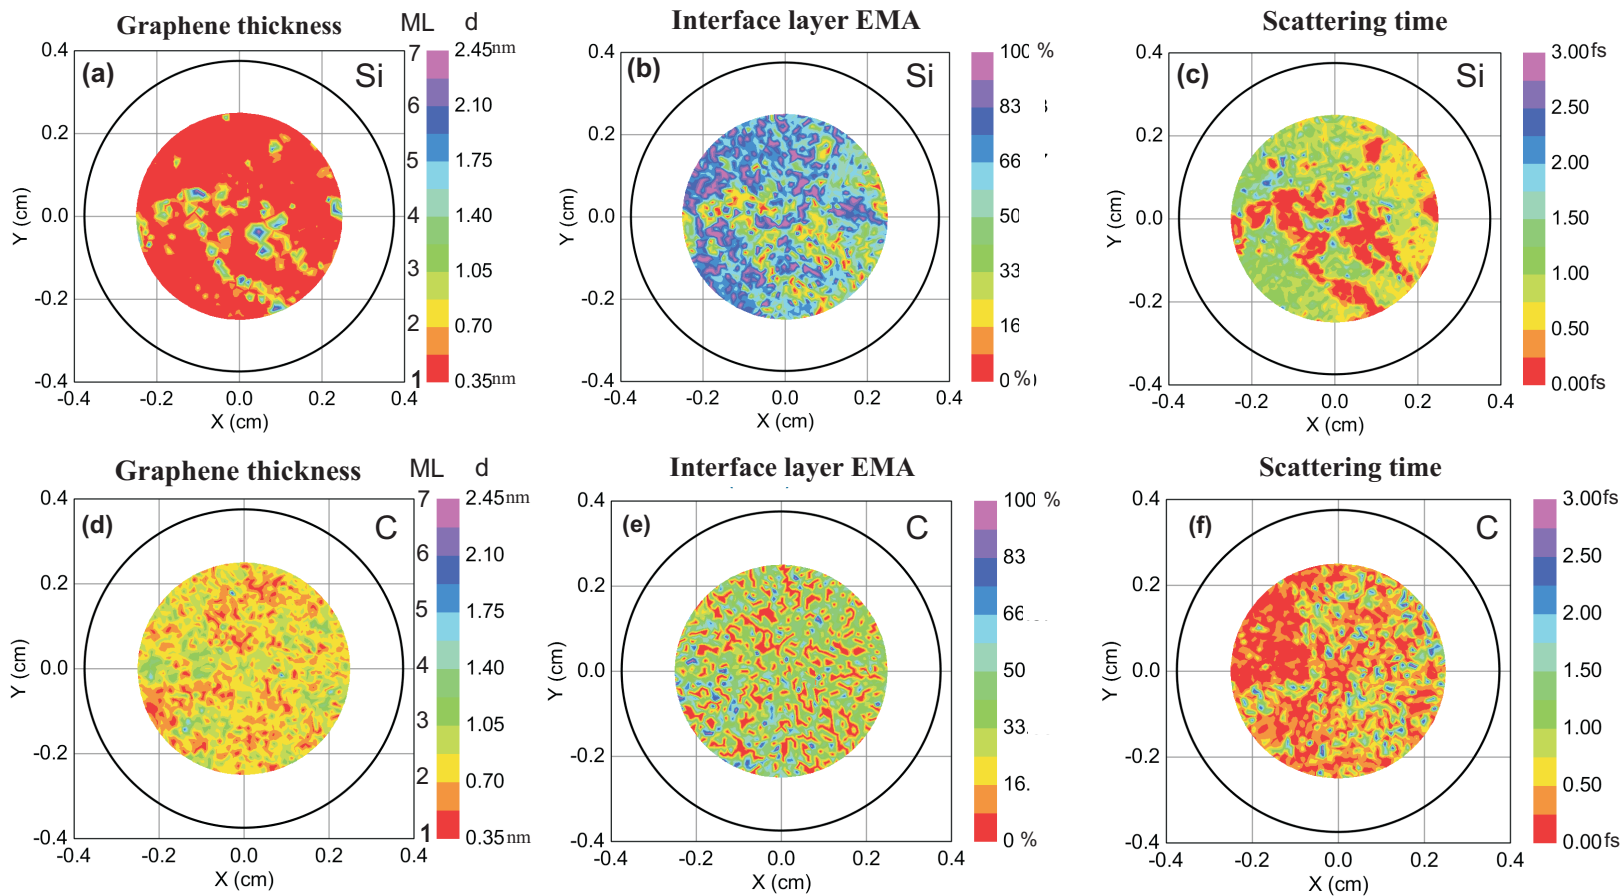 Graphene thickness ML d
(a) Si
0.4
0.2
0.0
-0.2
-0.4
Y (cm)
-0.4 -0.2 0.0 0.2 0.4
X (cm)
7 2.45nm
6 2.10
5 1.75
4 1.40
3 1.05
2 0.70
1 0.35nm
Interface layer EMA
(b) Si
0.4
0.2
0.0
-0.2
-0.4
Y (cm)
-0.4 -0.2 0.0 0.2 0.4
X (cm)
100 %
83
66
50
33
16
0 %)
Scattering time
(c) Si
0.4
0.2
0.0
-0.2
-0.4
Y (cm)
-0.4 -0.2 0.0 0.2 0.4
X (cm)
3.00fs
2.50
2.00
1.50
1.00
0.50
0.00fs
Graphene thickness ML d
(d) C
0.4
0.2
0.0
-0.2
-0.4
Y (cm)
-0.4 -0.2 0.0 0.2 0.4
X (cm)
7 2.45nm
6 2.10
5 1.75
4 1.40
3 1.05
2 0.70
1 0.35nm
Interface layer EMA
(e) C
0.4
0.2
0.0
-0.2
-0.4
Y (cm)
-0.4 -0.2 0.0 0.2 0.4
X (cm)
100 %
83
66
50
33
16.
0 %
Scattering time
(f) C
0.4
0.2
0.0
-0.2
-0.4
Y (cm)
-0.4 -0.2 0.0 0.2 0.4
X (cm)
3.00fs
2.50
2.00
1.50
1.00
0.50
0.00fs